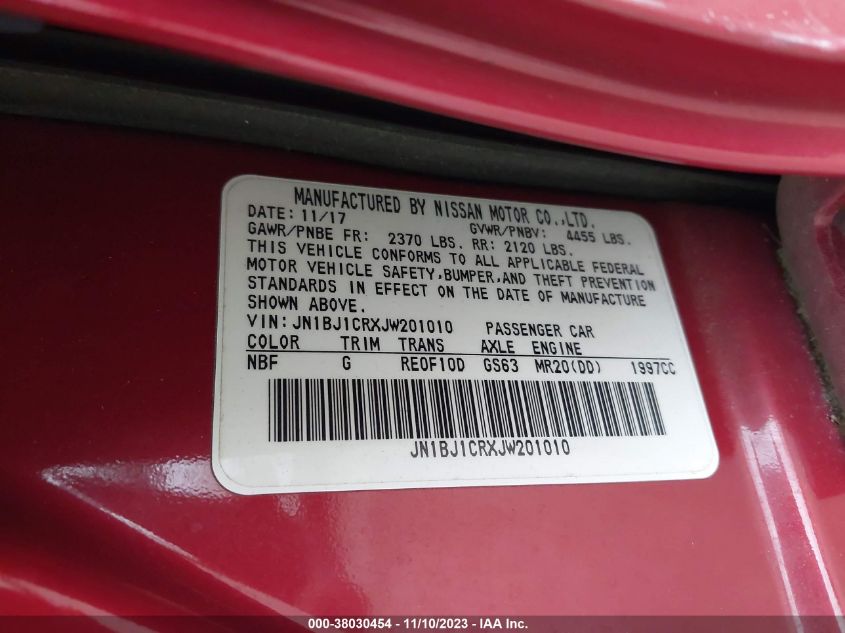 MANUFACTURED BY NISSAN MOTOR CO.,LTD.
DATE: 11/17 GVWR/PNBV: 4455 LBS.
GAWR/PNBE FR: 2370 LBS. RR: 2120 LBS.
THIS VEHICLE CONFORMS TO ALL APPLICABLE FEDERAL
MOTOR VEHICLE SAFETY,BUMPER,AND THEFT PREVENTION
STANDARDS IN EFFECT ON THE DATE OF MANUFACTURE
SHOWN ABOVE.
VIN:JN1BJ1CRXJW201010 PASSENGER CAR
COLOR TRIM TRANS AXLE ENGINE
NBF G RE0F10D GS63 MR20(DD) 1997CC
JN1BJ1CRXJW201010
000-38030454 - 11/10/2023 - IAA Inc.